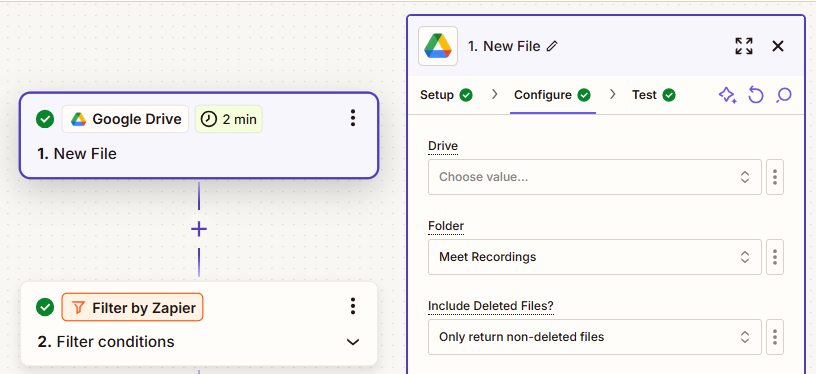 1. New File
Setup
Configure
Test
Google Drive
2 min
1. New File
Drive
Choose value...
Folder
Meet Recordings
Include Deleted Files?
Filter by Zapier
2. Filter conditions
Only return non-deleted files